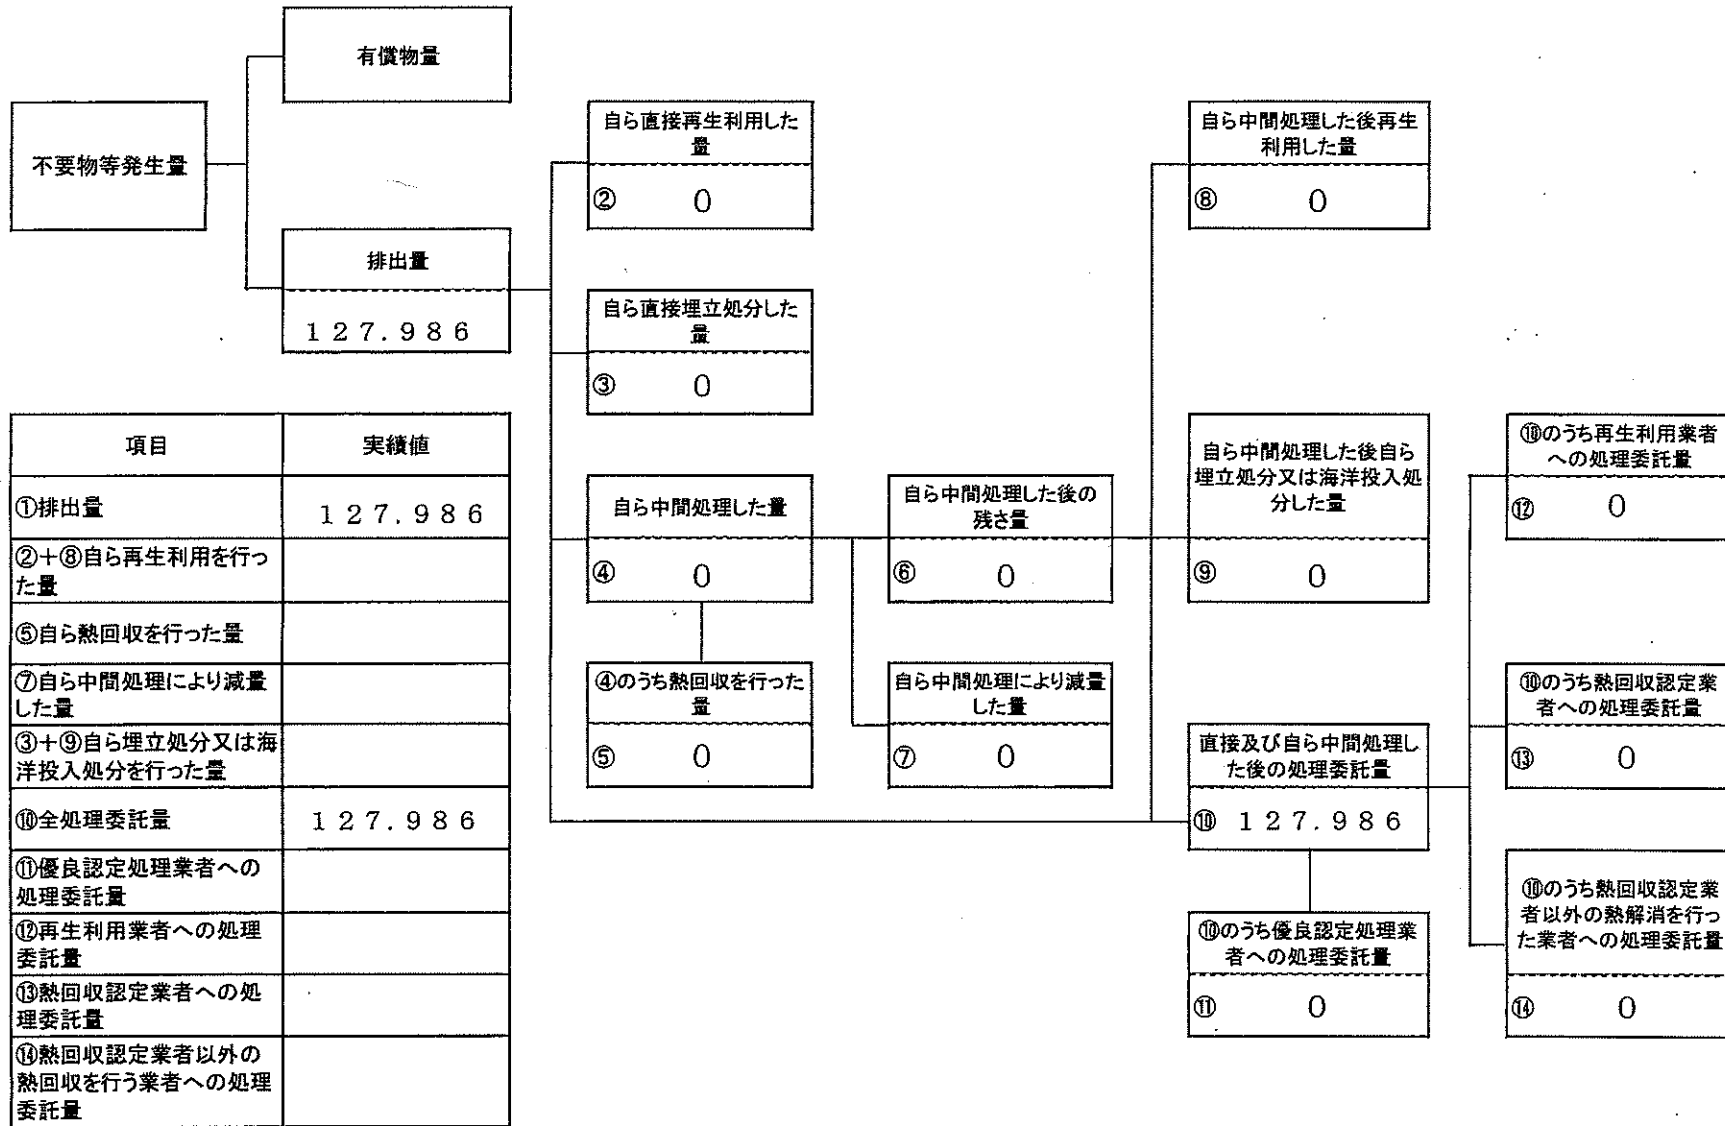 有償物量
不要物等発生量
排出量
127.986
自ら直接再生利用した
量
② 0
自ら直接埋立処分した
量
③ 0
自ら中間処理した量
④ 0
④のうち熱回収を行った
量
⑤ 0
自ら中間処理した後の
残さ量
⑥ 0
自ら中間処理により減量
した量
⑦ 0
自ら中間処理した後再生
利用した量
⑧ 0
自ら中間処理した後自ら
埋立処分又は海洋投入処
分した量
⑨ 0
直接及び自ら中間処理し
た後の処理委託量
⑩ 127.986
⑩のうち優良認定処理業
者への処理委託量
⑪ 0
⑩のうち再生利用業者
への処理委託量
⑫ 0
⑩のうち熱回収認定業
者への処理委託量
⑬ 0
⑩のうち熱回収認定業
者以外の熱解消を行っ
た業者への処理委託量
⑭ 0
項目 実績値
①排出量 127.986
②+⑧自ら再生利用を行っ
た量
⑤自ら熱回収を行った量
⑦自ら中間処理により減量
した量
③+⑨自ら埋立処分又は海
洋投入処分を行った量
⑩全処理委託量 127.986
⑪優良認定処理業者への
処理委託量
⑫再生利用業者への処理
委託量
⑬熱回収認定業者への処
理委託量
⑭熱回収認定業者以外の
熱回収を行う業者への処理
委託量